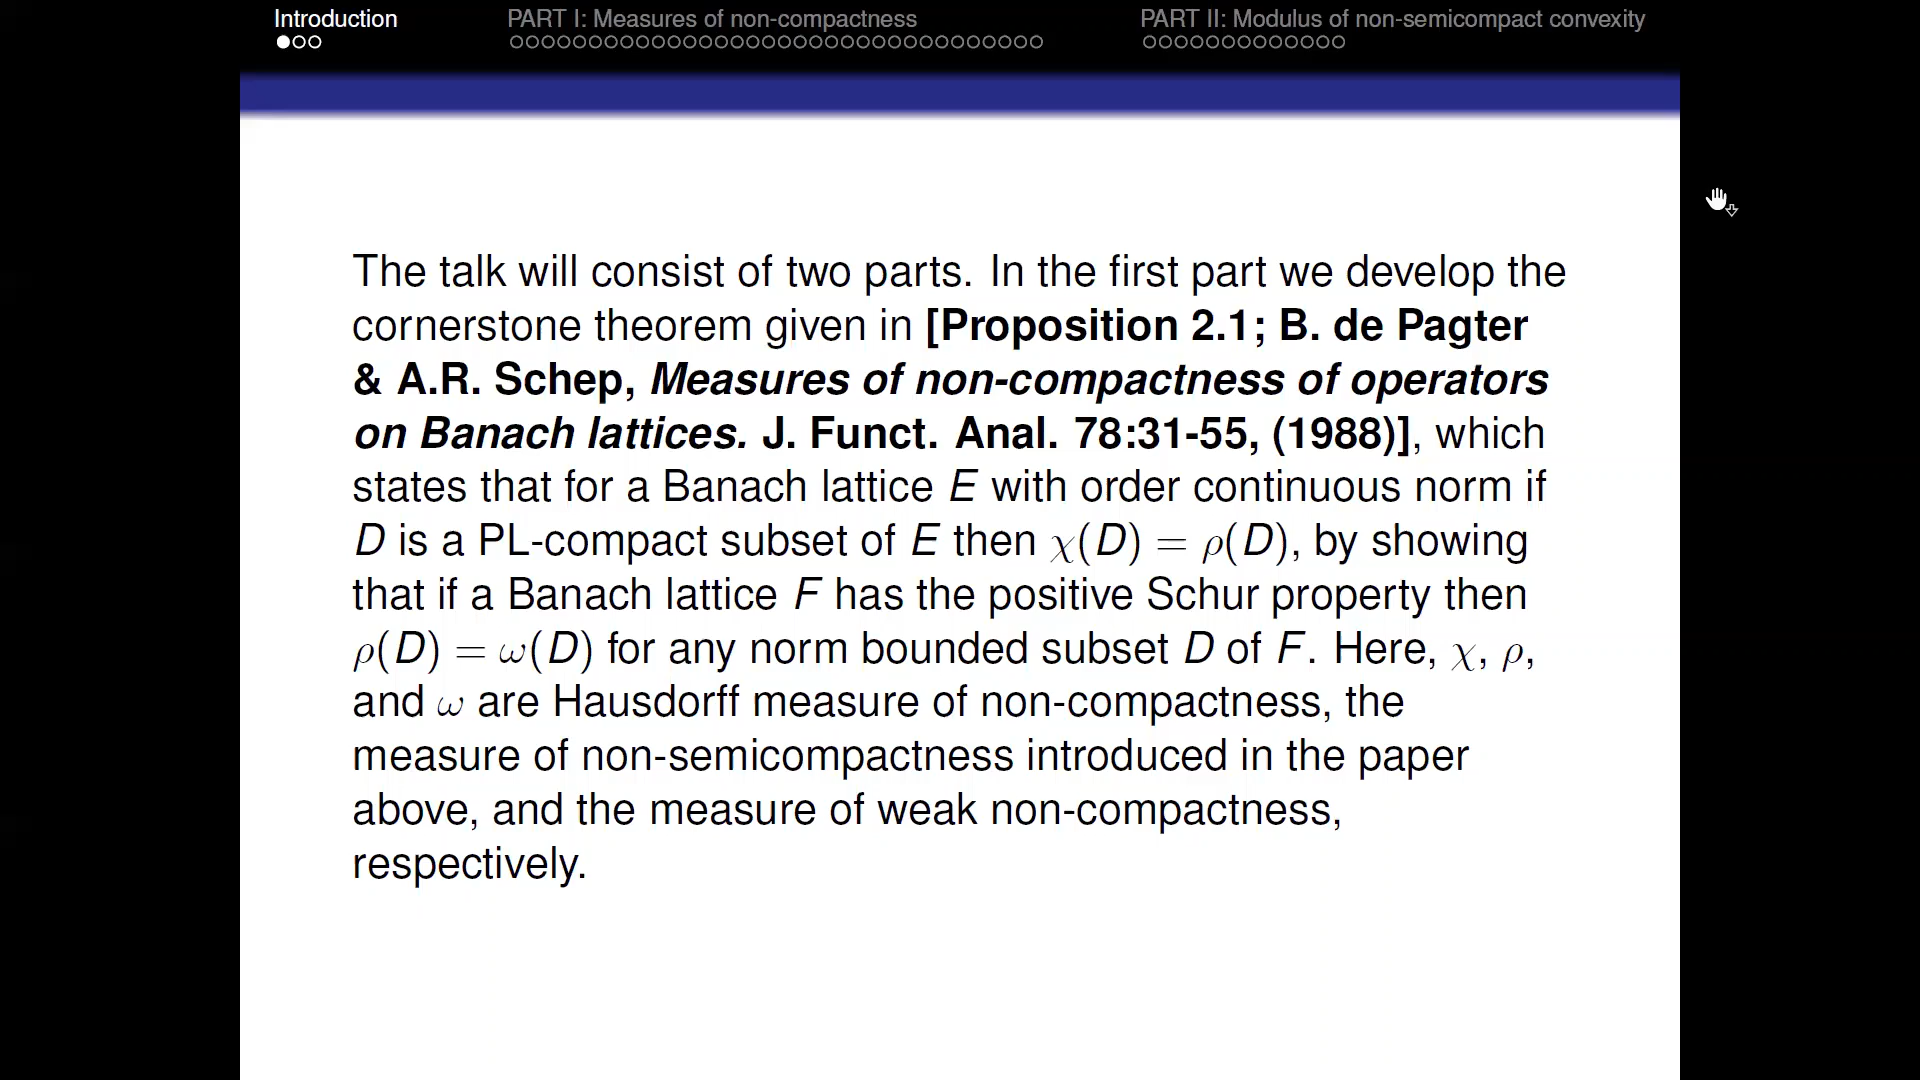 Introduction
PART I: Measures of non-compactness
PART II: Modulus of non-semicompact convexity
The talk will consist of two parts. In the first part we develop the
cornerstone theorem given in [Proposition 2.1; B. de Pagter
& A.R. Schep, Measures of non-compactness of operators
on Banach lattices. J. Funct. Anal. 78:31-55, (1988)], which
states that for a Banach lattice E with order continuous norm if
D is a PL-compact subset of E then χ(D) = ρ(D), by showing
that if a Banach lattice F has the positive Schur property then
ρ(D) = ω(D) for any norm bounded subset D of F. Here, χ, ρ,
and ω are Hausdorff measure of non-compactness, the
measure of non-semicompactness introduced in the paper
above, and the measure of weak non-compactness,
respectively.